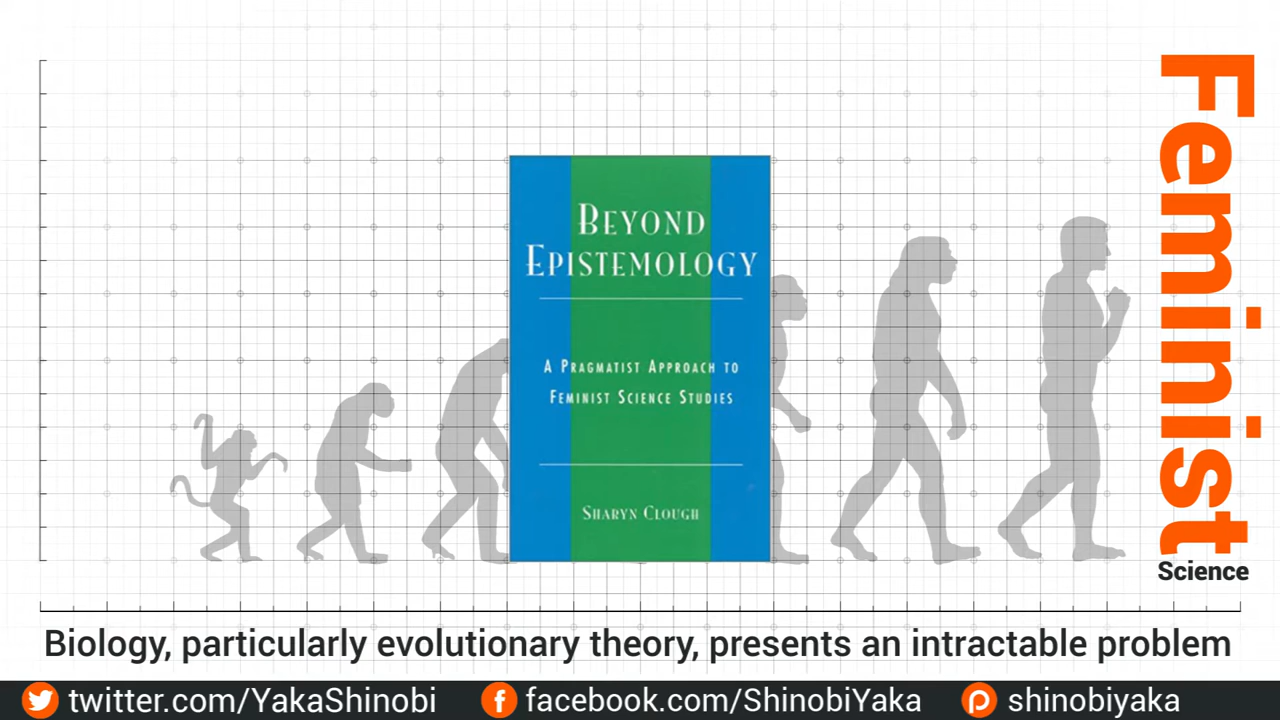 Feminist
Science
BEYOND
EPISTEMOLOGY
A PRAGMATIST APPROACH TO
FEMINIST SCIENCE STUDIES
SHARYN CLOUGH
Biology, particularly evolutionary theory, presents an intractable problem
twitter.com/YakaShinobi facebook.com/ShinobiYaka shinobiyaka